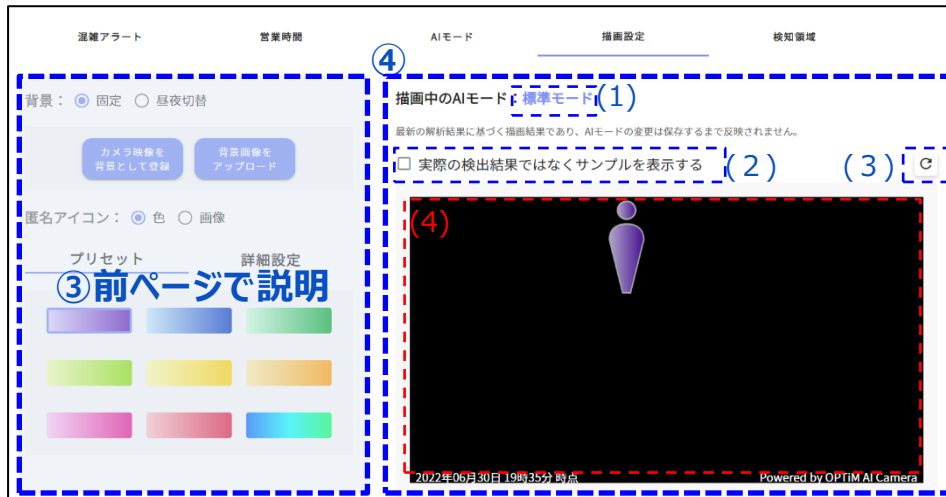 混雑アラート
営業時間
AIモード
描画設定
検知領域
④
背景： 固定 昼夜切替
カメラ映像を
背景として登録
背景画像を
アップロード
匿名アイコン： 色 画像
プリセット
詳細設定
③前ページで説明
描画中のAIモード：標準モード(1)
最新の解析結果に基づく描画結果であり、AIモードの変更は保存するまで反映されません。
実際の検出結果ではなくサンプルを表示する (2) (3)
(4)
2022年06月30日 19時35分 時点
Powered by OPTiM AI Camera